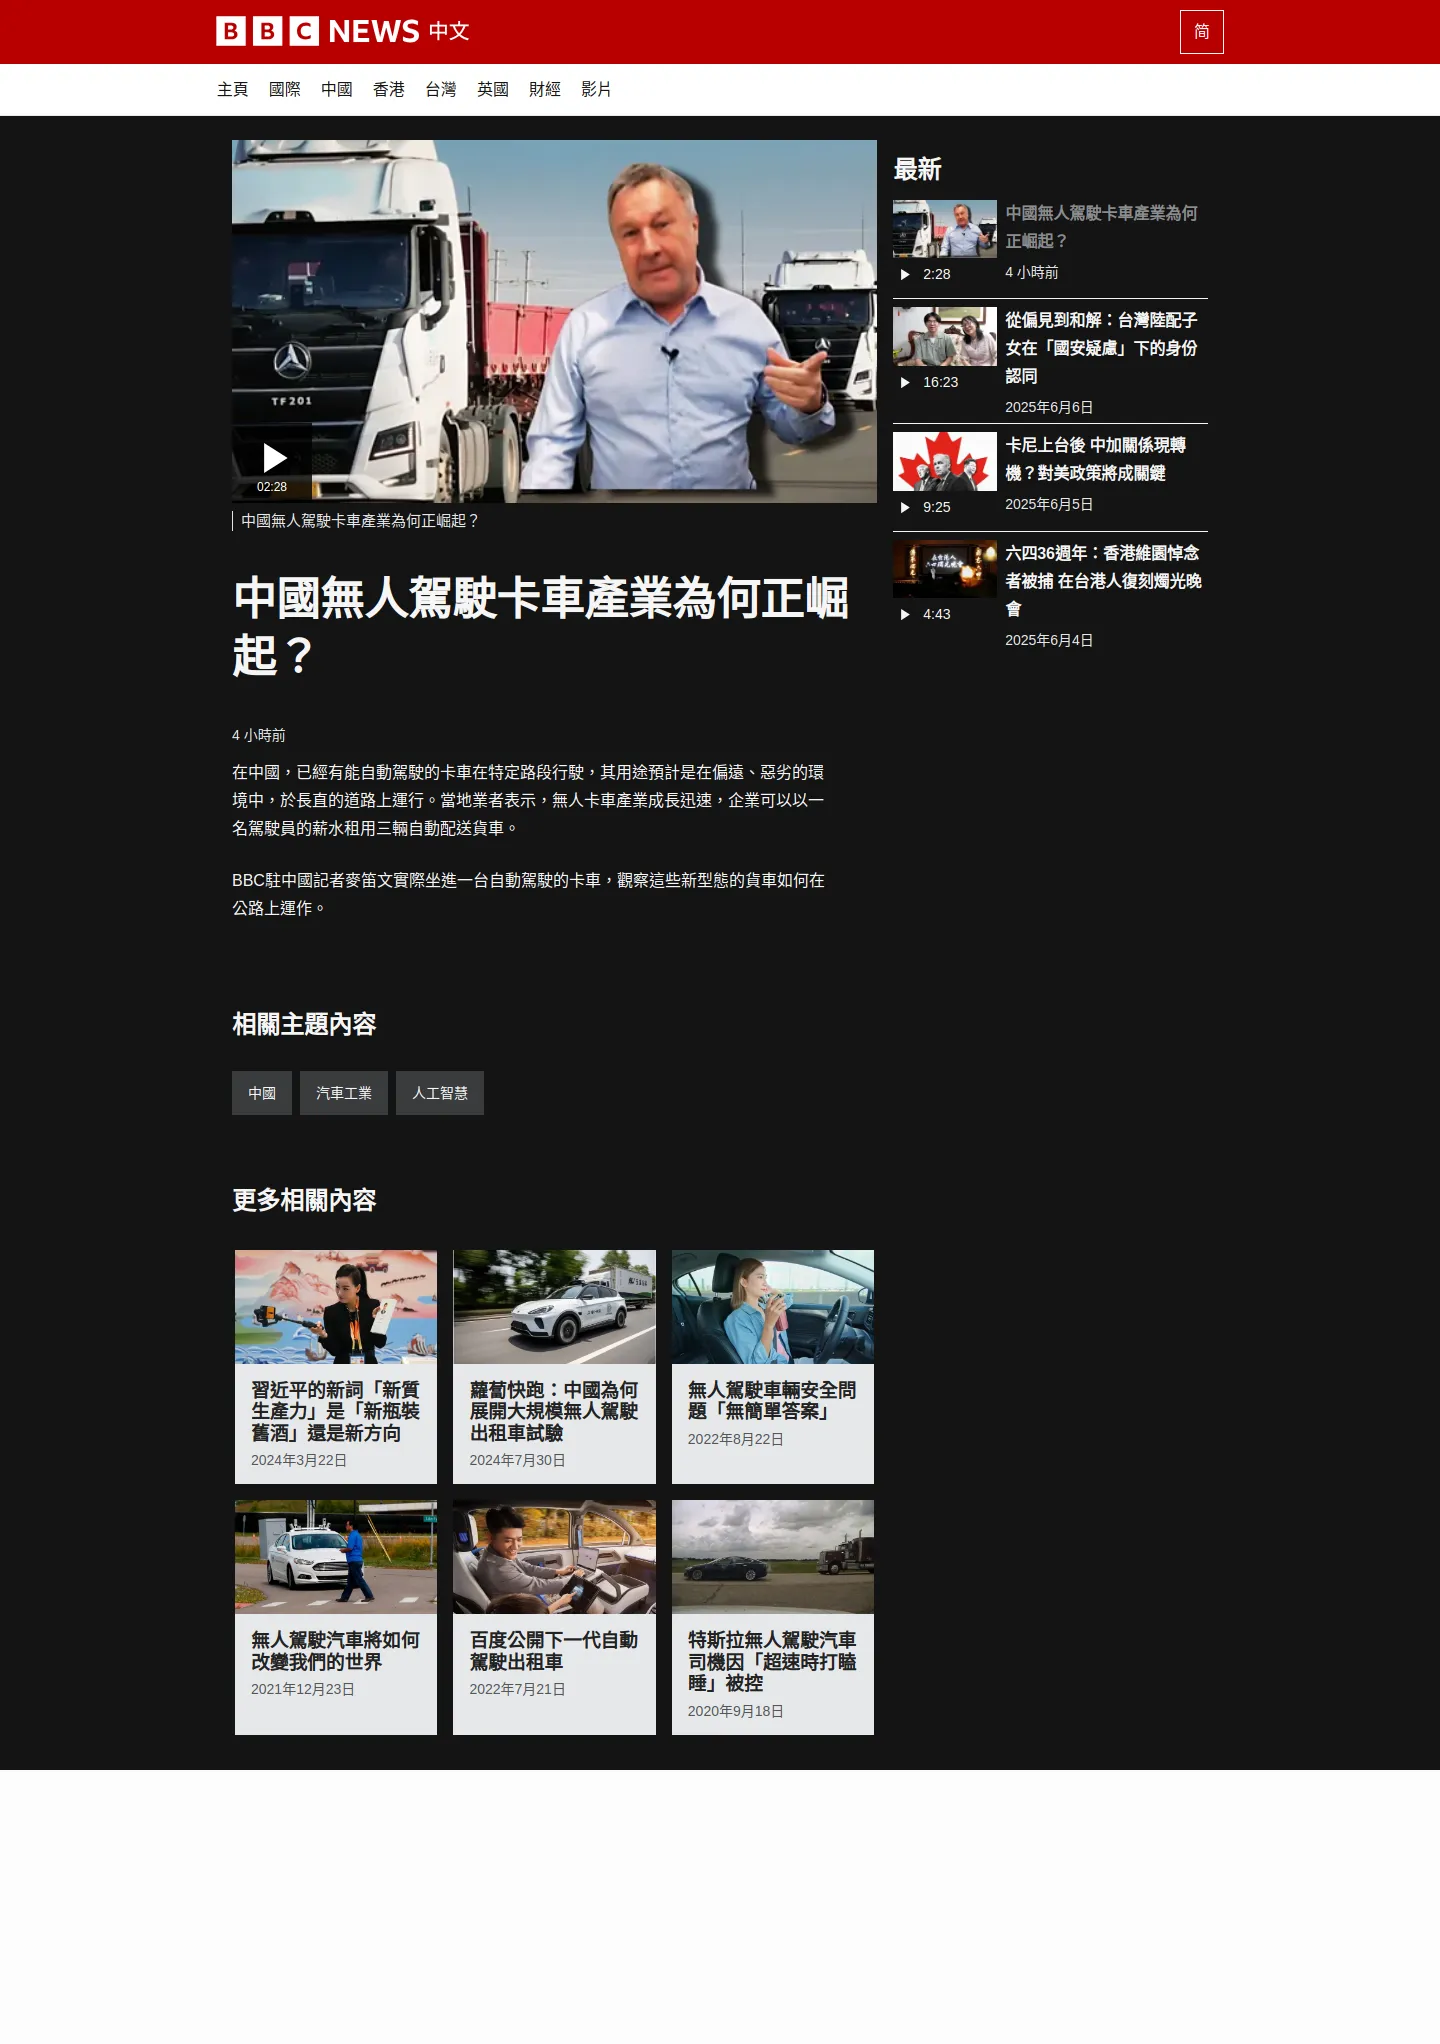 BBC NEWS 中文
简
主頁 國際 中國 香港 台灣 英國 財經 影片
TF201
02:28
中國無人駕駛卡車產業為何正崛起？
中國無人駕駛卡車產業為何正崛
起？
4 小時前
在中國，已經有能自動駕駛的卡車在特定路段行駛，其用途預計是在偏遠、惡劣的環
境中，於長直的道路上運行。當地業者表示，無人卡車產業成長迅速，企業可以以一
名駕駛員的薪水租用三輛自動配送貨車。
BBC駐中國記者麥笛文實際坐進一台自動駕駛的卡車，觀察這些新型態的貨車如何在
公路上運作。
最新
中國無人駕駛卡車產業為何
正崛起？
2:28
4 小時前
從偏見到和解：台灣陸配子
女在「國安疑慮」下的身份
認同
16:23
2025年6月6日
卡尼上台後 中加關係現轉
機？對美政策將成關鍵
9:25
2025年6月5日
六四36週年：香港維園悼念
者被捕 在台港人復刻燭光晚
會
4:43
2025年6月4日
相關主題內容
中國 汽車工業 人工智慧
更多相關內容
習近平的新詞「新質
生產力」是「新瓶裝
舊酒」還是新方向
2024年3月22日
蘿蔔快跑：中國為何
展開大規模無人駕駛
出租車試驗
2024年7月30日
無人駕駛車輛安全問
題「無簡單答案」
2022年8月22日
無人駕駛汽車將如何
改變我們的世界
2021年12月23日
百度公開下一代自動
駕駛出租車
2022年7月21日
特斯拉無人駕駛汽車
司機因「超速時打瞌
睡」被控
2020年9月18日